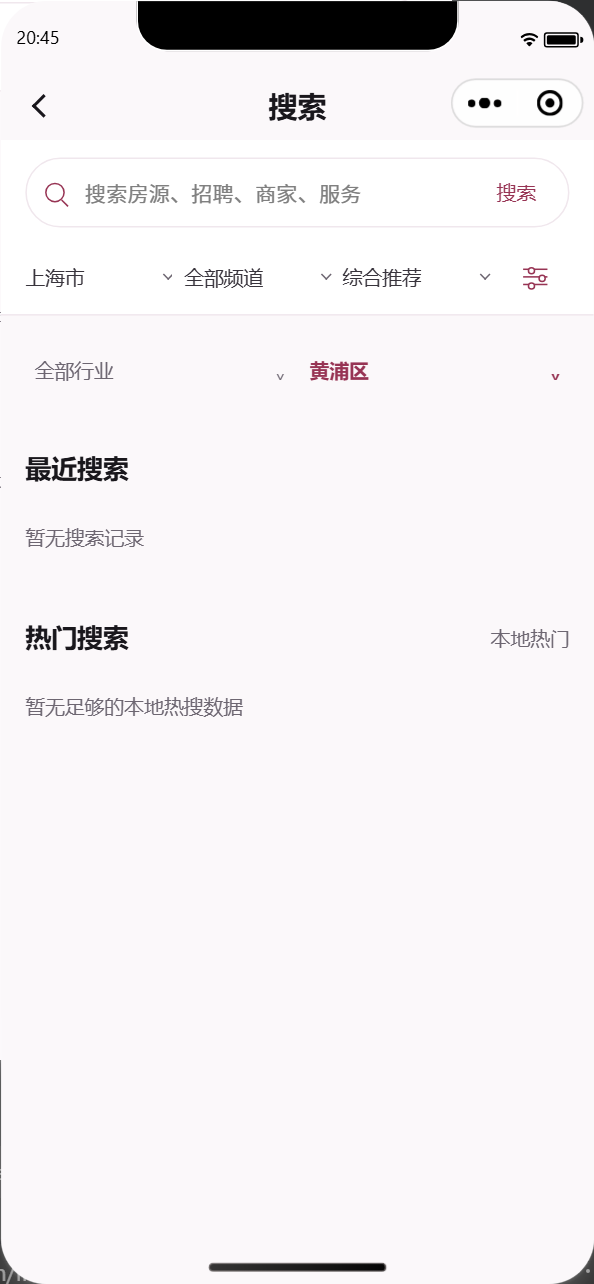 20:45
搜索
搜索房源、招聘、商家、服务 搜索
上海市 全部频道 综合推荐
全部行业 v 黄浦区 v
最近搜索
暂无搜索记录
热门搜索 本地热门
暂无足够的本地热搜数据